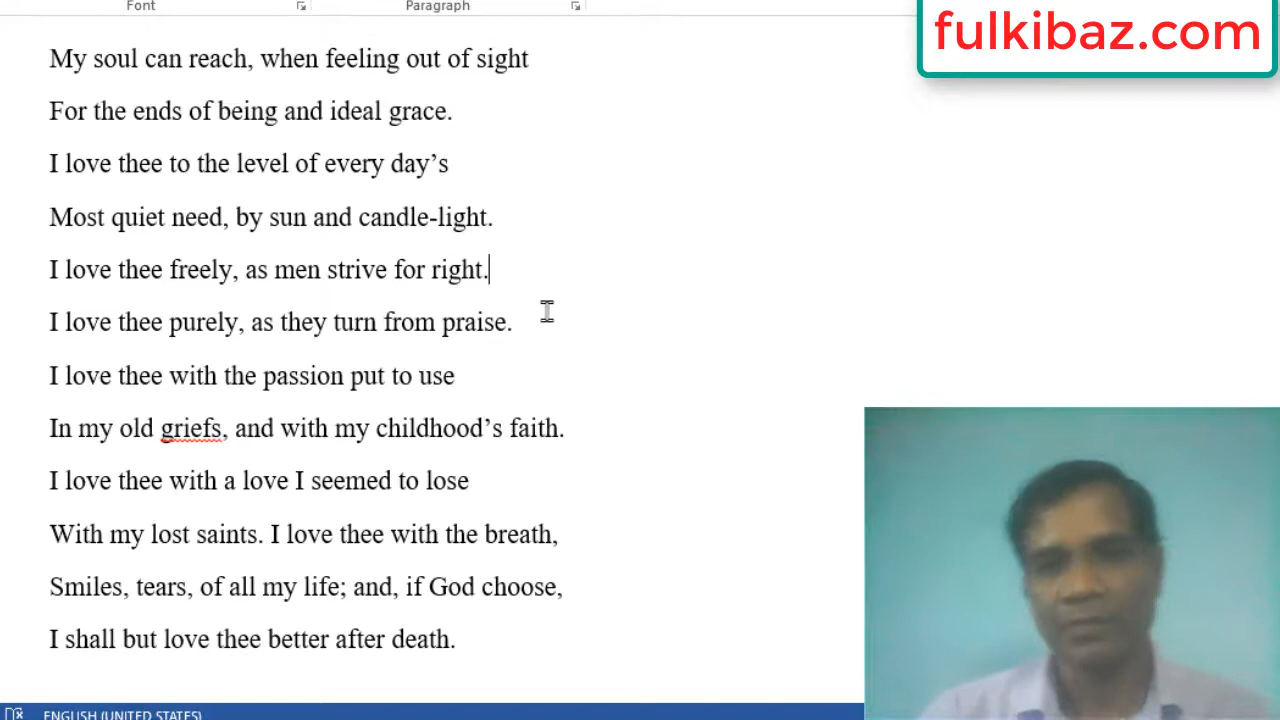 Font
Paragraph
fulkibaz.com
My soul can reach, when feeling out of sight
For the ends of being and ideal grace.
I love thee to the level of every day’s
Most quiet need, by sun and candle-light.
I love thee freely, as men strive for right.
I love thee purely, as they turn from praise.
I love thee with the passion put to use
In my old griefs, and with my childhood’s faith.
I love thee with a love I seemed to lose
With my lost saints. I love thee with the breath,
Smiles, tears, of all my life; and, if God choose,
I shall but love thee better after death.
ENGLISH (UNITED STATES)